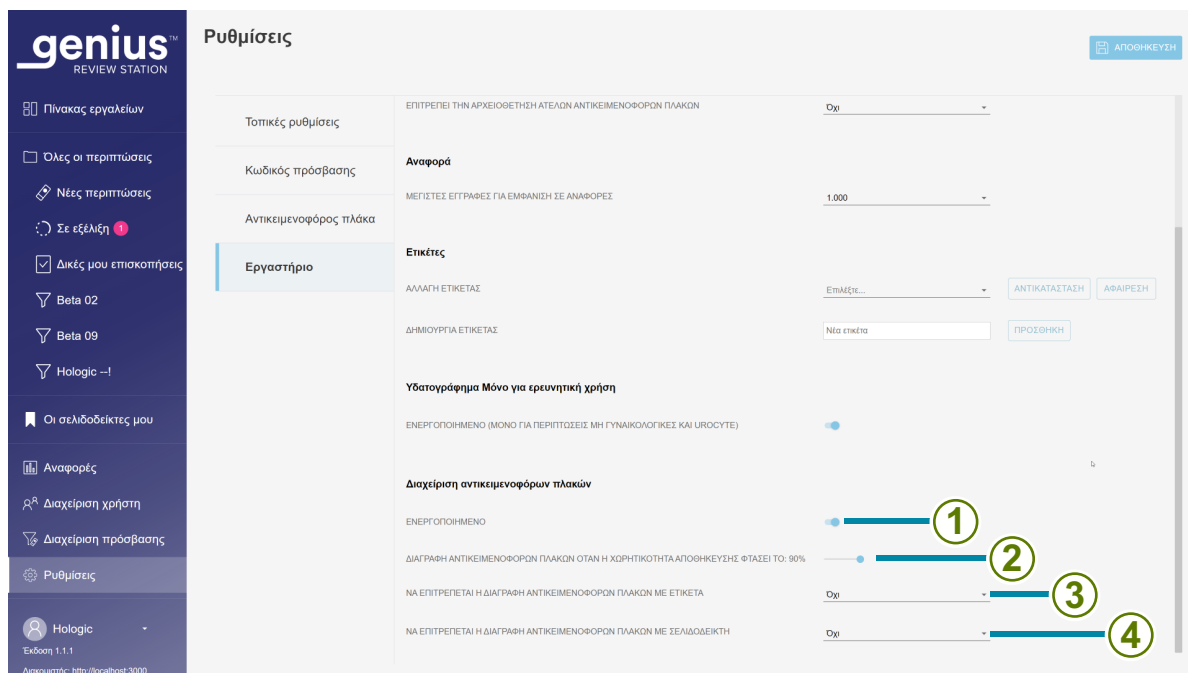 genius™
REVIEW STATION
Πίνακας εργαλείων
Όλες οι περιπτώσεις
Νέες περιπτώσεις
Σε εξέλιξη 1
Δικές μου επισκοπήσεις
Beta 02
Beta 09
Hologic --!
Οι σελιδοδείκτες μου
Αναφορές
Διαχείριση χρήστη
Διαχείριση πρόσβασης
Ρυθμίσεις
Hologic
Έκδοση 1.1.1
Διακομιστής: http://localhost:3000
Ρυθμίσεις
ΑΠΟΘΗΚΕΥΣΗ
Τοπικές ρυθμίσεις
Κωδικός πρόσβασης
Αντικειμενοφόρος πλάκα
Εργαστήριο
ΕΠΙΤΡΕΠΕΙ ΤΗΝ ΑΡΧΕΙΟΘΕΤΗΣΗ ΑΤΕΛΩΝ ΑΝΤΙΚΕΙΜΕΝΟΦΟΡΩΝ ΠΛΑΚΩΝ Όχι
Αναφορά
ΜΕΓΙΣΤΕΣ ΕΓΓΡΑΦΕΣ ΓΙΑ ΕΜΦΑΝΙΣΗ ΣΕ ΑΝΑΦΟΡΕΣ 1.000
Ετικέτες
ΑΛΛΑΓΗ ΕΤΙΚΕΤΑΣ Επιλέξτε... ΑΝΤΙΚΑΤΑΣΤΑΣΗ ΑΦΑΙΡΕΣΗ
ΔΗΜΙΟΥΡΓΙΑ ΕΤΙΚΕΤΑΣ Νέα ετικέτα ΠΡΟΣΘΗΚΗ
Υδατογράφημα Μόνο για ερευνητική χρήση
ΕΝΕΡΓΟΠΟΙΗΜΕΝΟ (ΜΟΝΟ ΓΙΑ ΠΕΡΙΠΤΩΣΕΙΣ ΜΗ ΓΥΝΑΙΚΟΛΟΓΙΚΕΣ ΚΑΙ UROCYTE)
Διαχείριση αντικειμενοφόρων πλακών
ΕΝΕΡΓΟΠΟΙΗΜΕΝΟ 1
ΔΙΑΓΡΑΦΗ ΑΝΤΙΚΕΙΜΕΝΟΦΟΡΩΝ ΠΛΑΚΩΝ ΟΤΑΝ Η ΧΩΡΗΤΙΚΟΤΗΤΑ ΑΠΟΘΗΚΕΥΣΗΣ ΦΤΑΣΕΙ ΤΟ: 90% 2
ΝΑ ΕΠΙΤΡΕΠΕΤΑΙ Η ΔΙΑΓΡΑΦΗ ΑΝΤΙΚΕΙΜΕΝΟΦΟΡΩΝ ΠΛΑΚΩΝ ΜΕ ΕΤΙΚΕΤΑ Όχι 3
ΝΑ ΕΠΙΤΡΕΠΕΤΑΙ Η ΔΙΑΓΡΑΦΗ ΑΝΤΙΚΕΙΜΕΝΟΦΟΡΩΝ ΠΛΑΚΩΝ ΜΕ ΣΕΛΙΔΟΔΕΙΚΤΗ Όχι 4